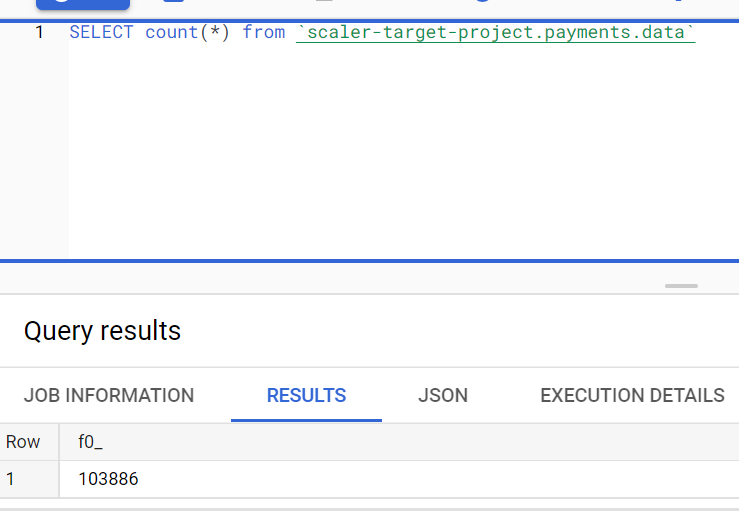 1 SELECT count(*) from `scaler-target-project.payments.data`
Query results
JOB INFORMATION RESULTS JSON EXECUTION DETAILS
Row f0_
1 103886